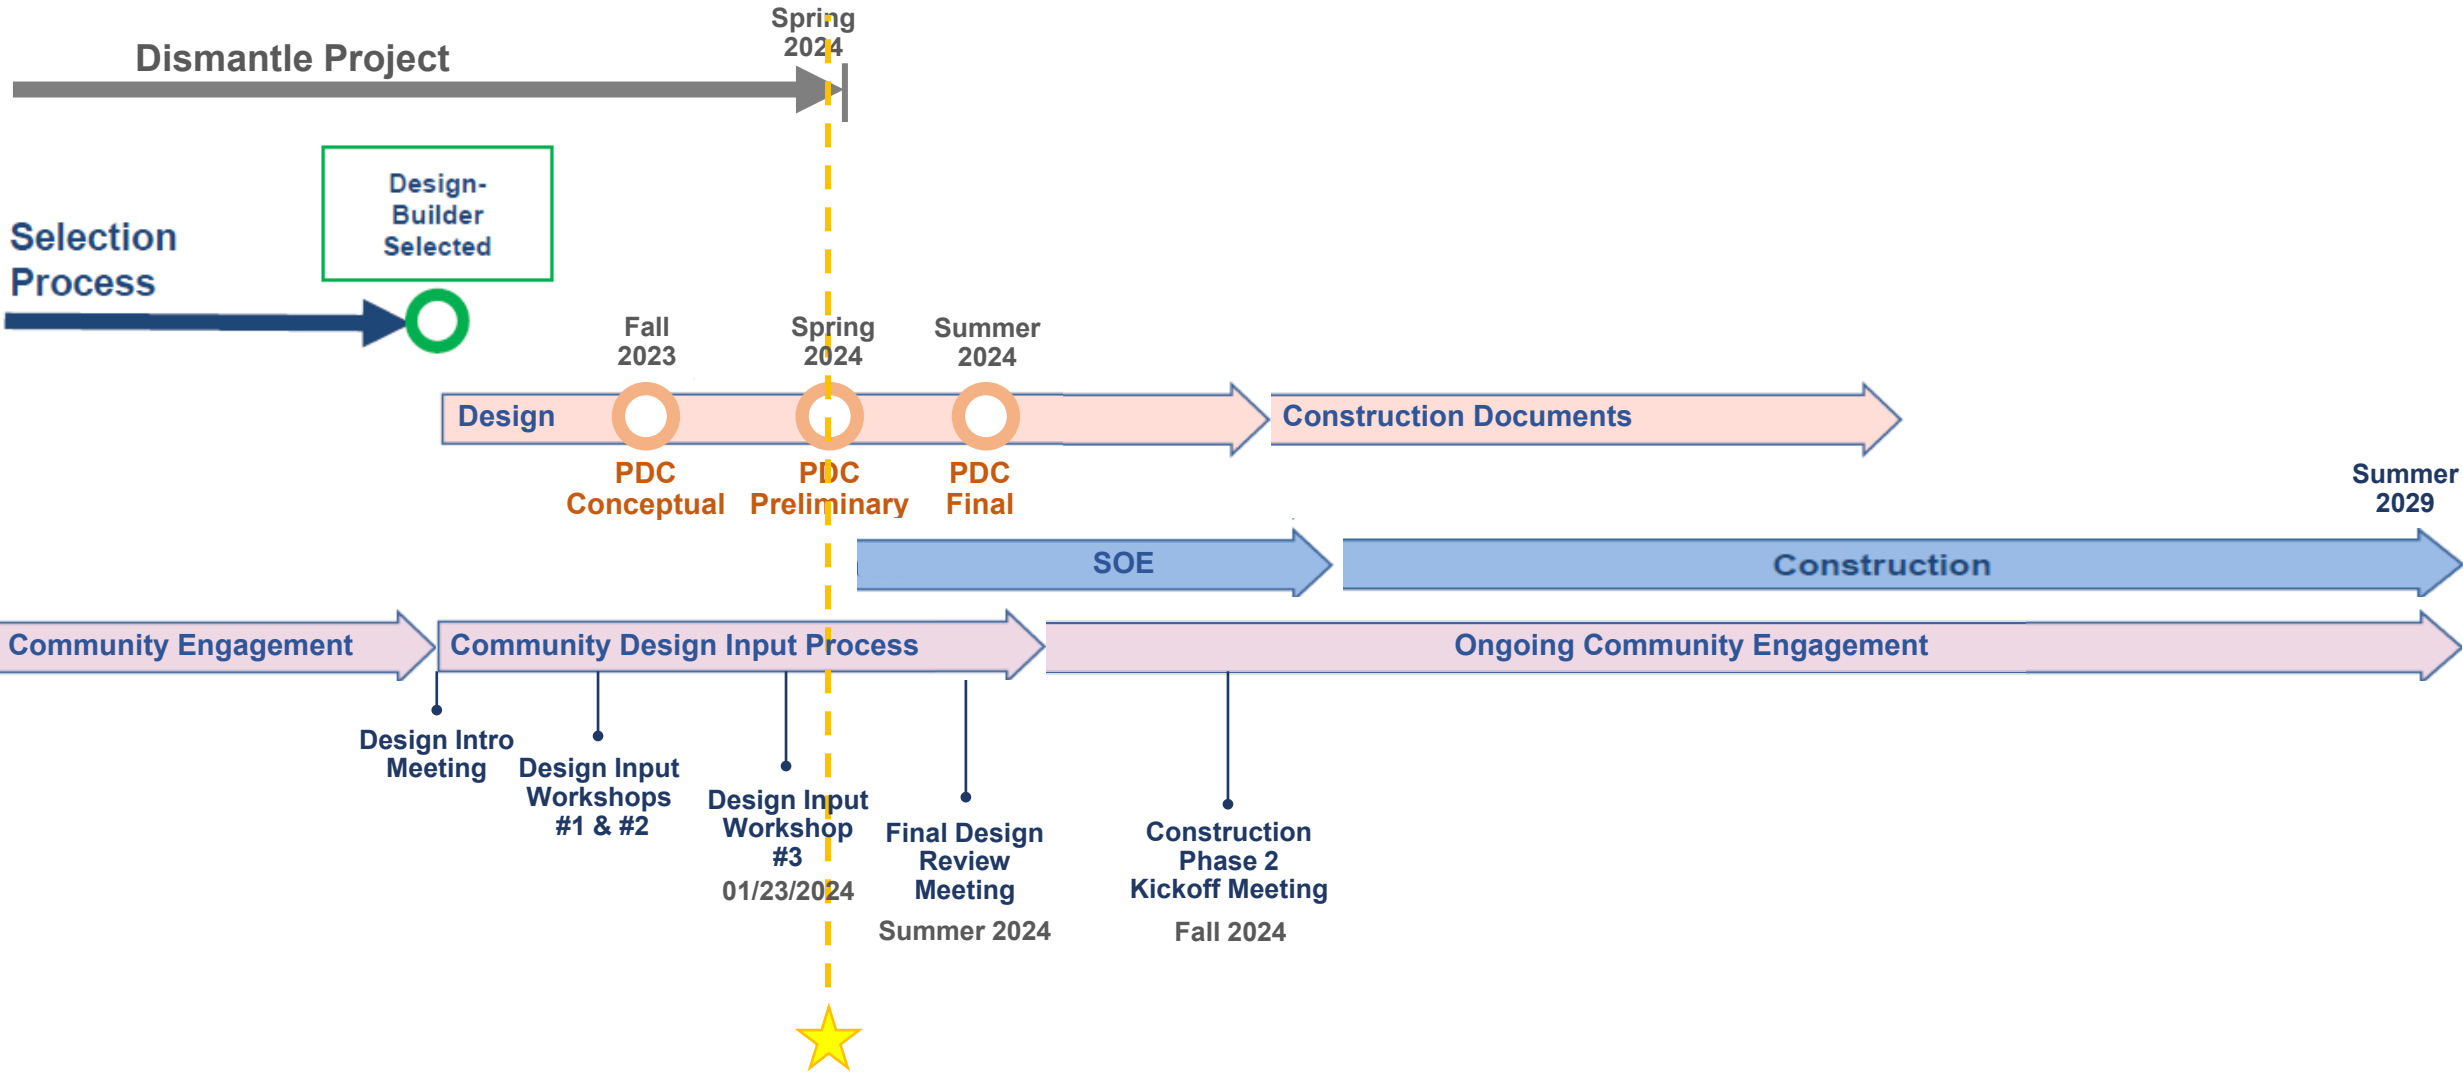 Spring
2024
Dismantle Project
Design-
Builder
Selected
Selection
Process
Fall
2023
Spring
2024
Summer
2024
Design
Construction Documents
PDC
Conceptual
PDC
Preliminary
PDC
Final
Summer
2029
SOE
Construction
Community Engagement
Community Design Input Process
Ongoing Community Engagement
Design Intro
Meeting
Design Input
Workshops
#1 & #2
Design Input
Workshop
#3
01/23/2024
Final Design
Review
Meeting
Summer 2024
Construction
Phase 2
Kickoff Meeting
Fall 2024